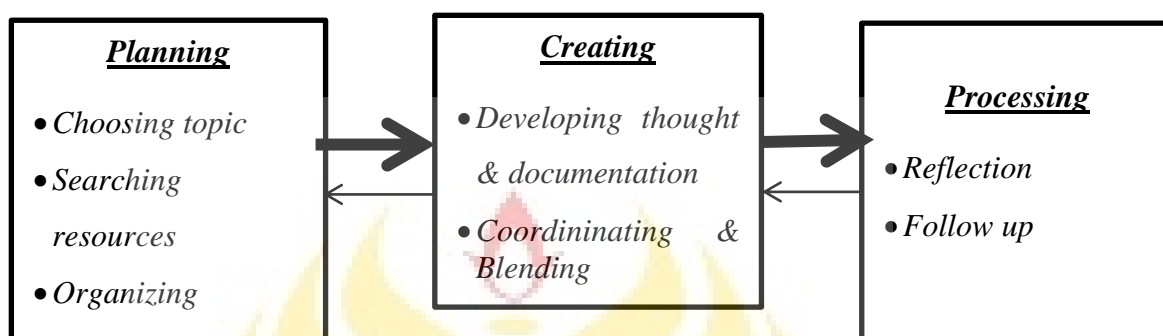 Planning
• Choosing topic
• Searching
resources
• Organizing
Creating
• Developing thought
& documentation
• Coordininating &
Blending
Processing
• Reflection
• Follow up